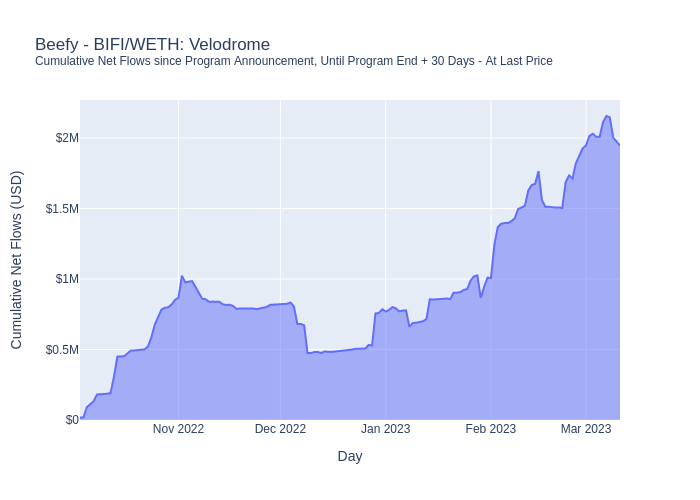 Beefy - BIFI/WETH: Velodrome
Cumulative Net Flows since Program Announcement, Until Program End + 30 Days - At Last Price
Cumulative Net Flows (USD)
$2M
$1.5M
$1M
$0.5M
$0
Nov 2022
Dec 2022
Jan 2023
Feb 2023
Mar 2023
Day